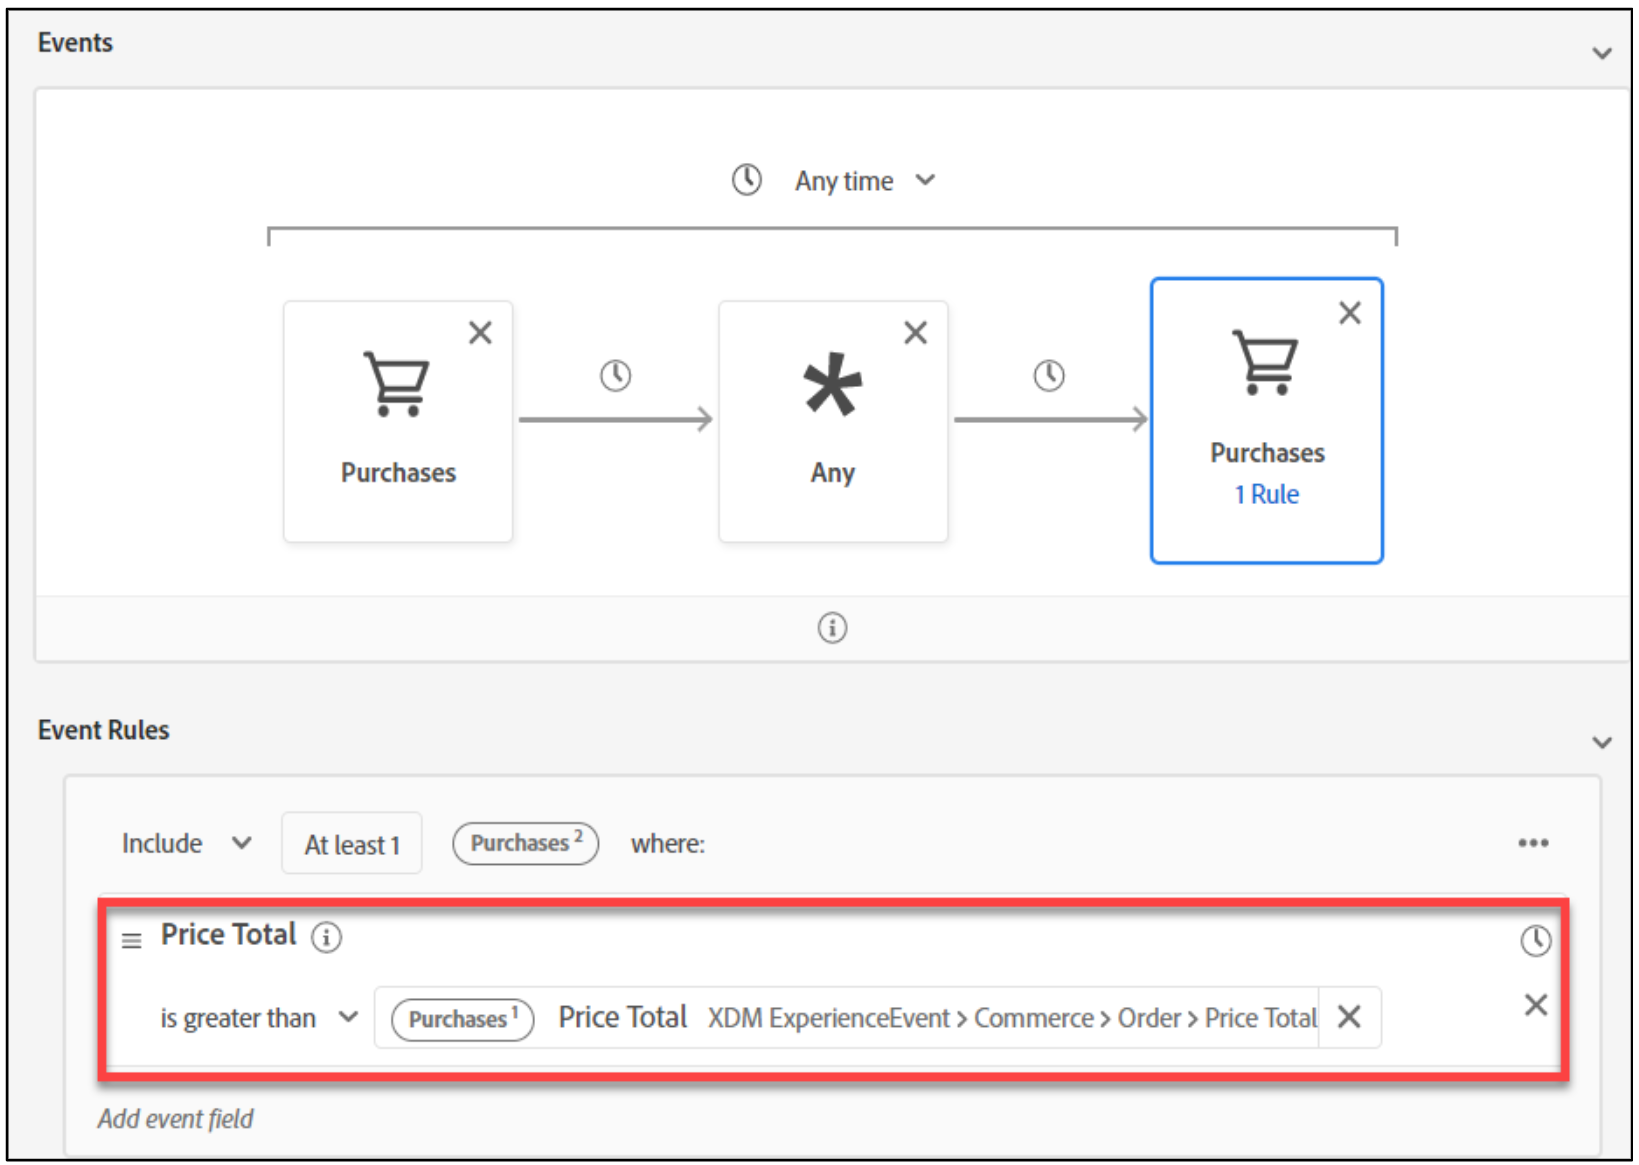 Events
Any time
Purchases
Any
Purchases
1 Rule
Event Rules
Include At least 1 Purchases 2 where:
Price Total
is greater than Purchases 1 Price Total XDM ExperienceEvent > Commerce > Order > Price Total
Add event field